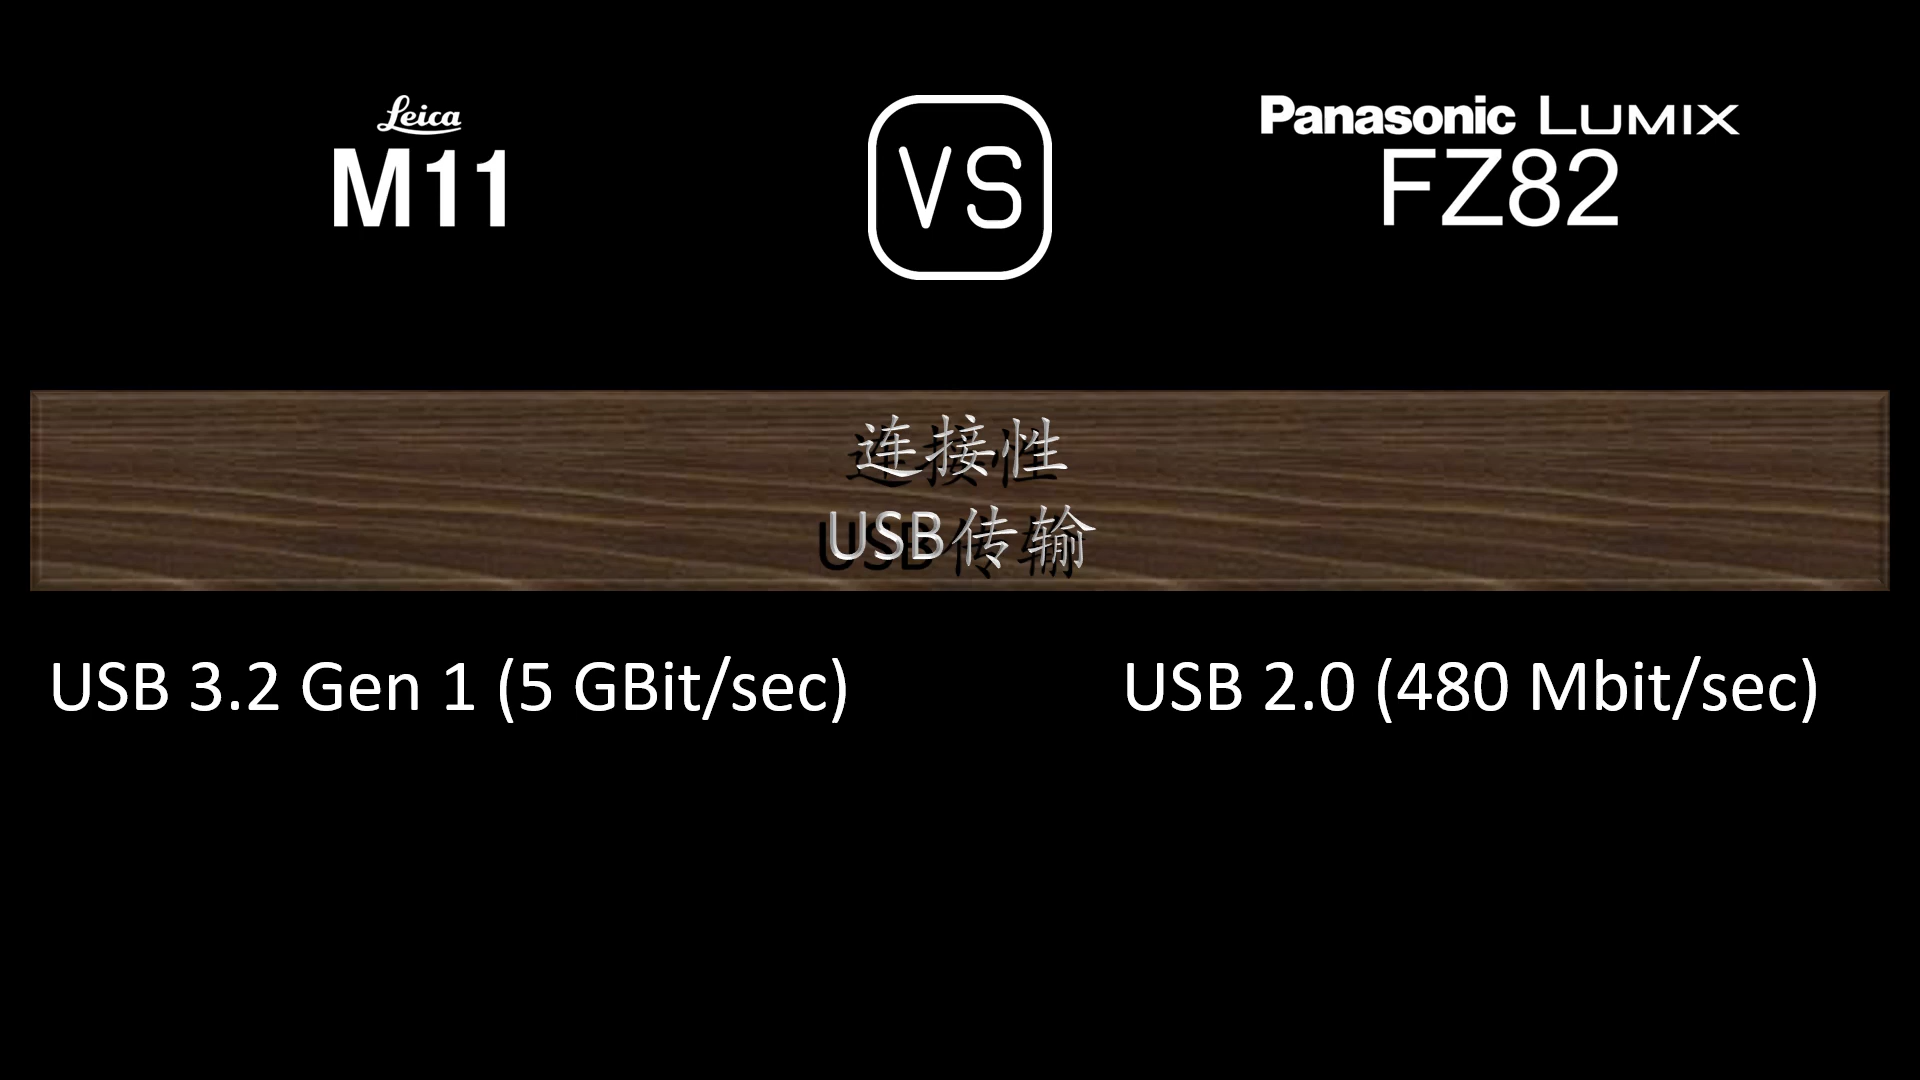 Leica
M11
VS
Panasonic LUMIX
FZ82
连接性
USB传输
USB 3.2 Gen 1 (5 GBit/sec)
USB 2.0 (480 Mbit/sec)